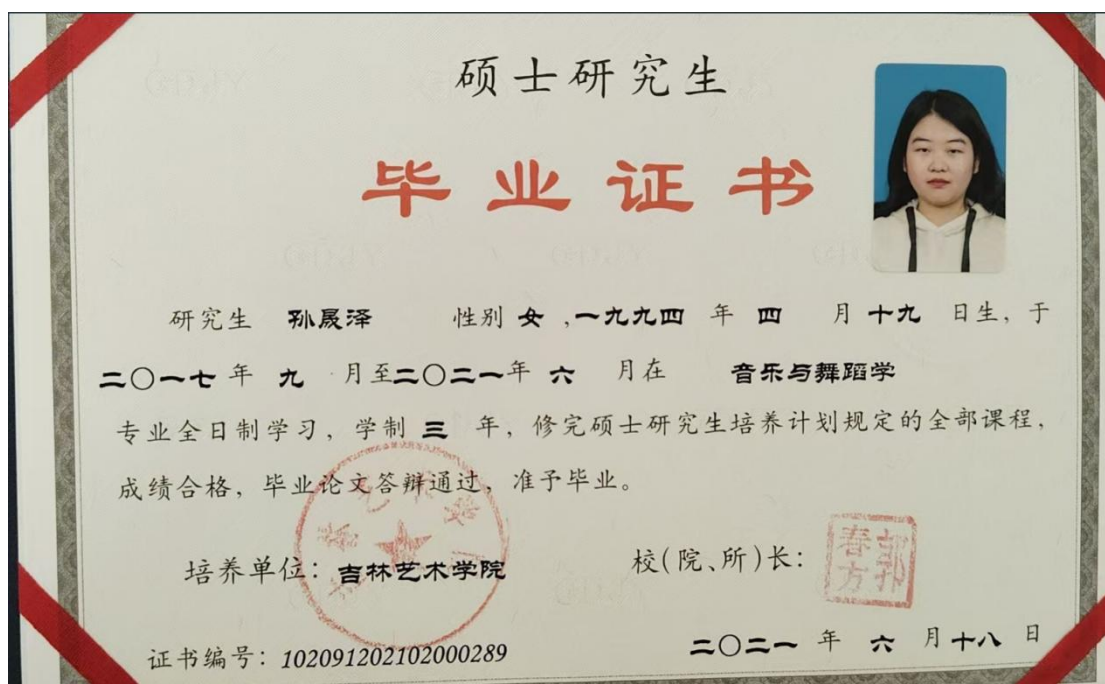 硕士研究生
毕业证书
研究生 孙晟泽 性别 女 ,一九九四 年 四 月 十九 日生, 于
二〇一七 年 九 月至二〇二一年 六 月在 音乐与舞蹈学
专业全日制学习, 学制 三 年, 修完硕士研究生培养计划规定的全部课程,
成绩合格, 毕业论文答辩通过, 准予毕业。
培养单位: 吉林艺术学院 校(院、所)长:
郭春方印
证书编号: 102091202102000289 二〇二一 年 六 月 十八 日